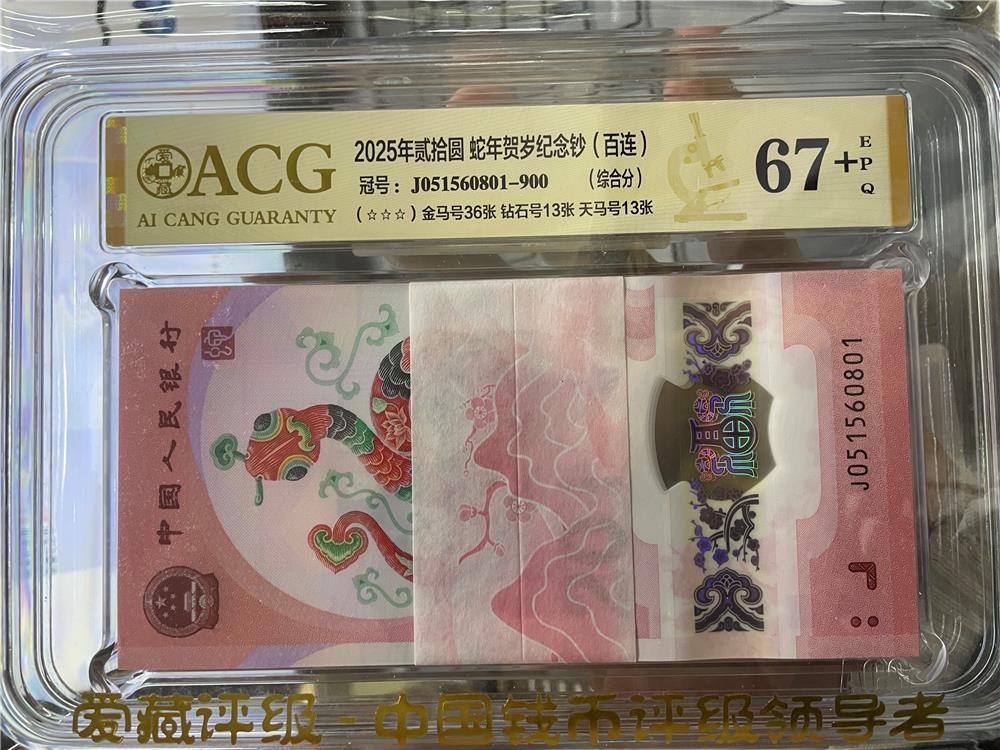 ACG
AI CANG GUARANTY
2025年贰拾圆 蛇年贺岁纪念钞(百连)
冠号: J051560801-900 (综合分)
(☆☆☆)金马号36张 钻石号13张 天马号13张
67+
EPQ
中国人民银行
J051560801
爱藏评级-中国钱币评级领导者